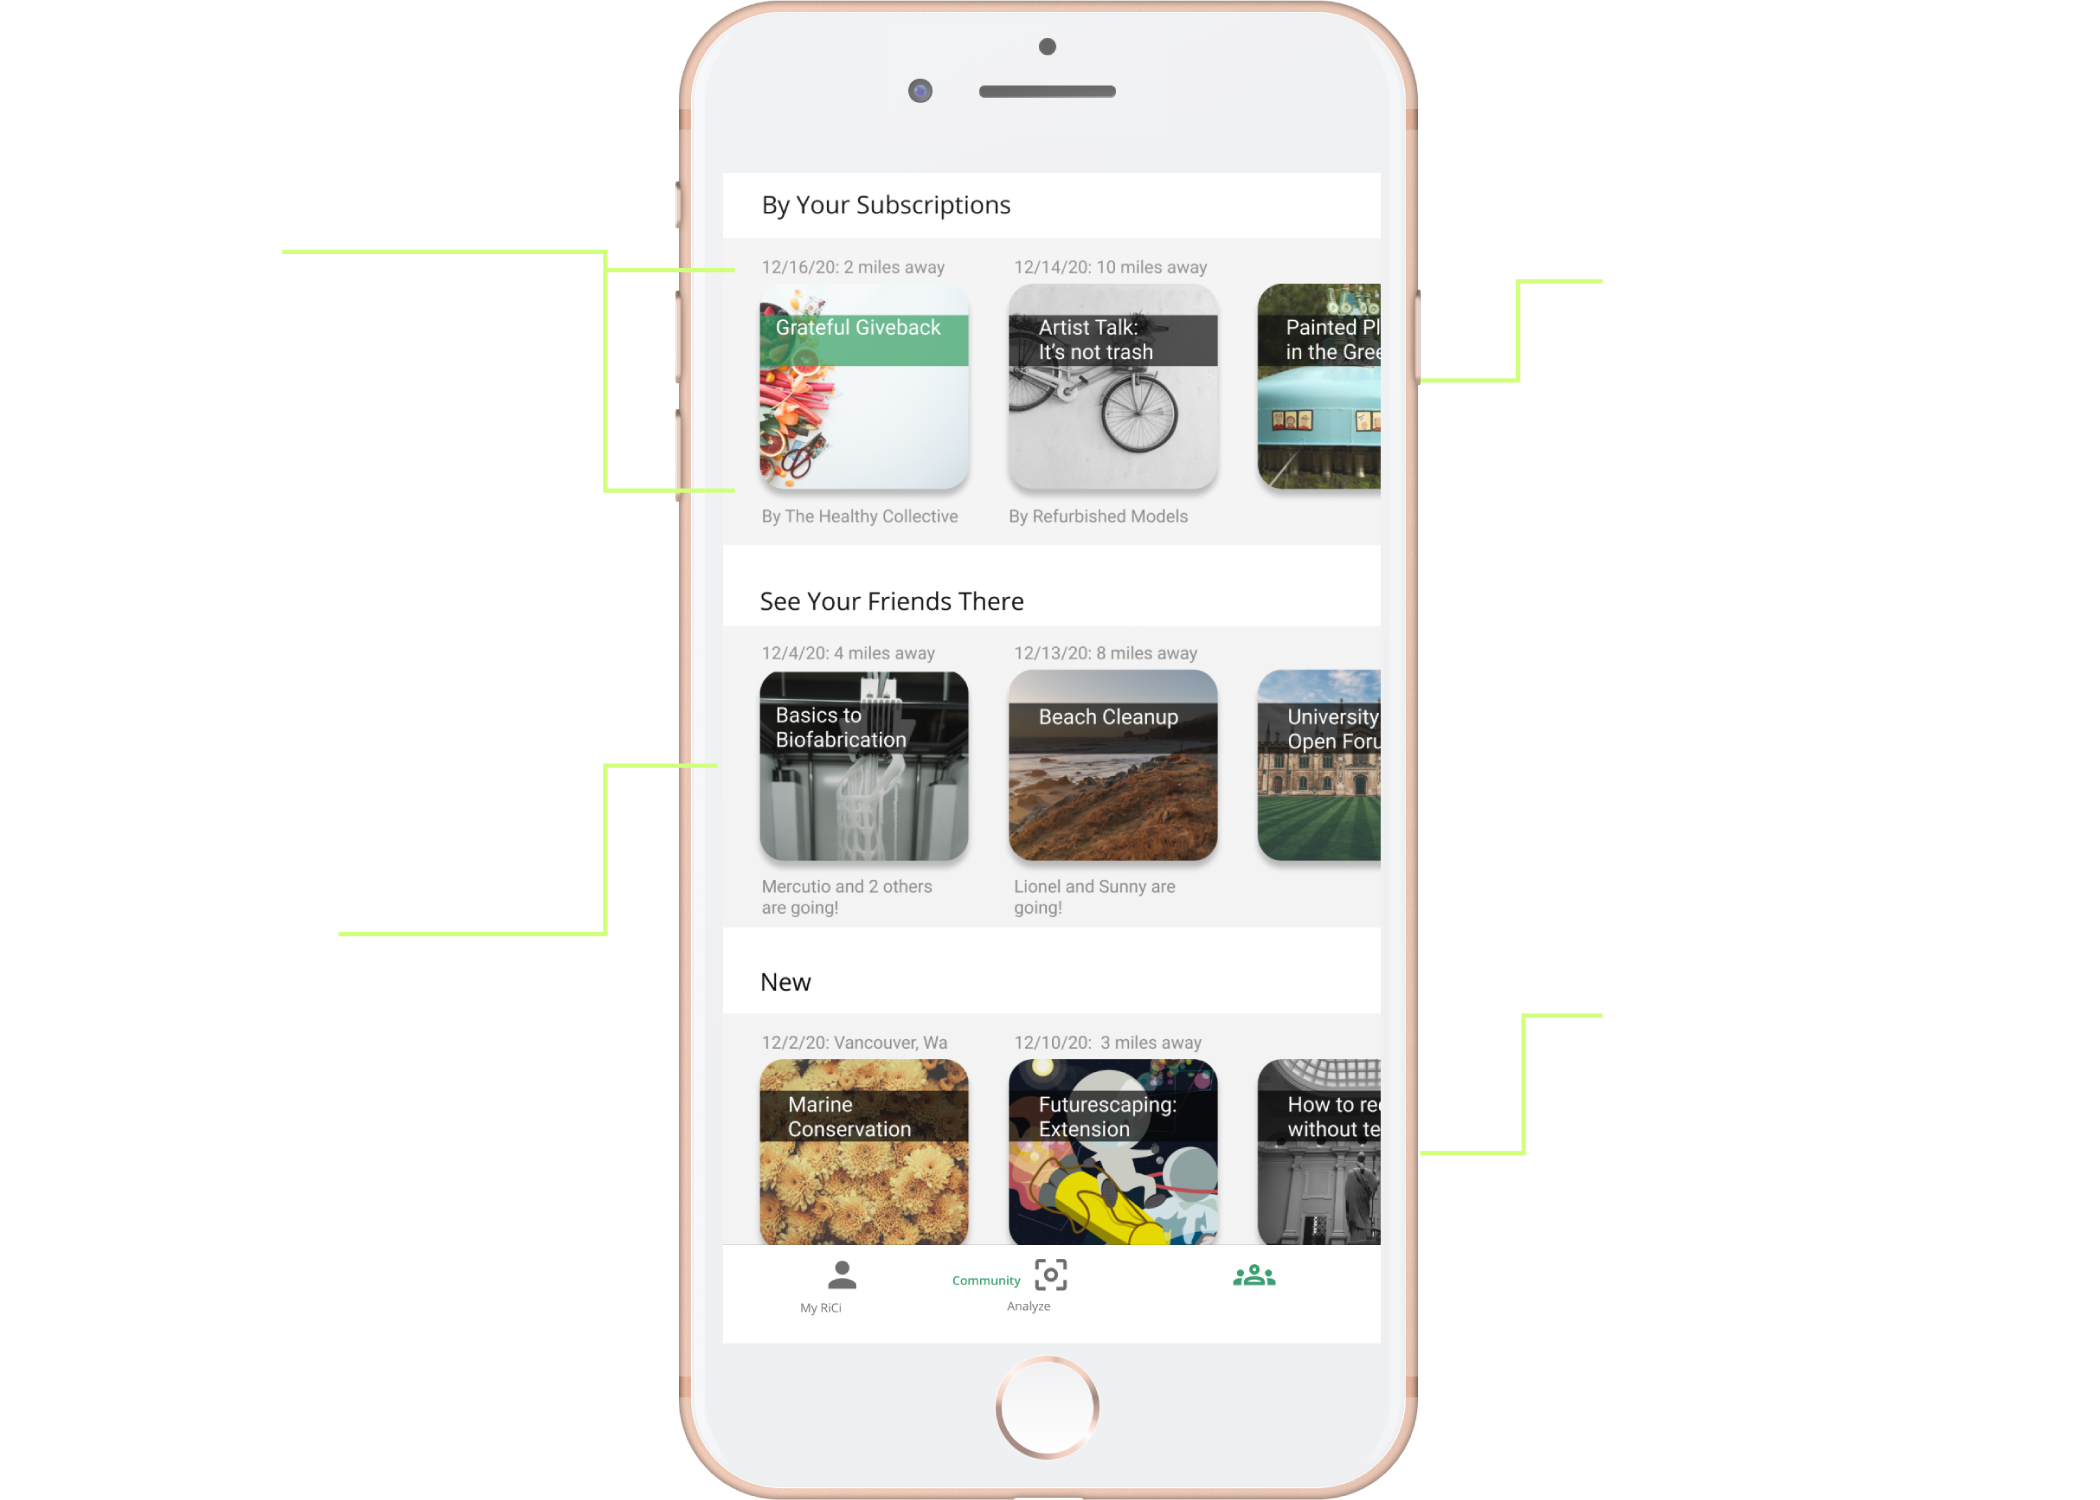 By Your Subscriptions
12/16/20: 2 miles away
12/14/20: 10 miles away
Grateful Giveback
Artist Talk:
It's not trash
Painted Pl
in the Gree
By The Healthy Collective
By Refurbished Models
See Your Friends There
12/4/20: 4 miles away
12/13/20: 8 miles away
Basics to
Biofabrication
Beach Cleanup
University
Open Foru
Mercutio and 2 others
are going!
Lionel and Sunny are
going!
New
12/2/20: Vancouver, Wa
12/10/20:  3 miles away
Marine
Conservation
Futurescaping:
Extension
How to re
without te
My RiCi
Community
Analyze